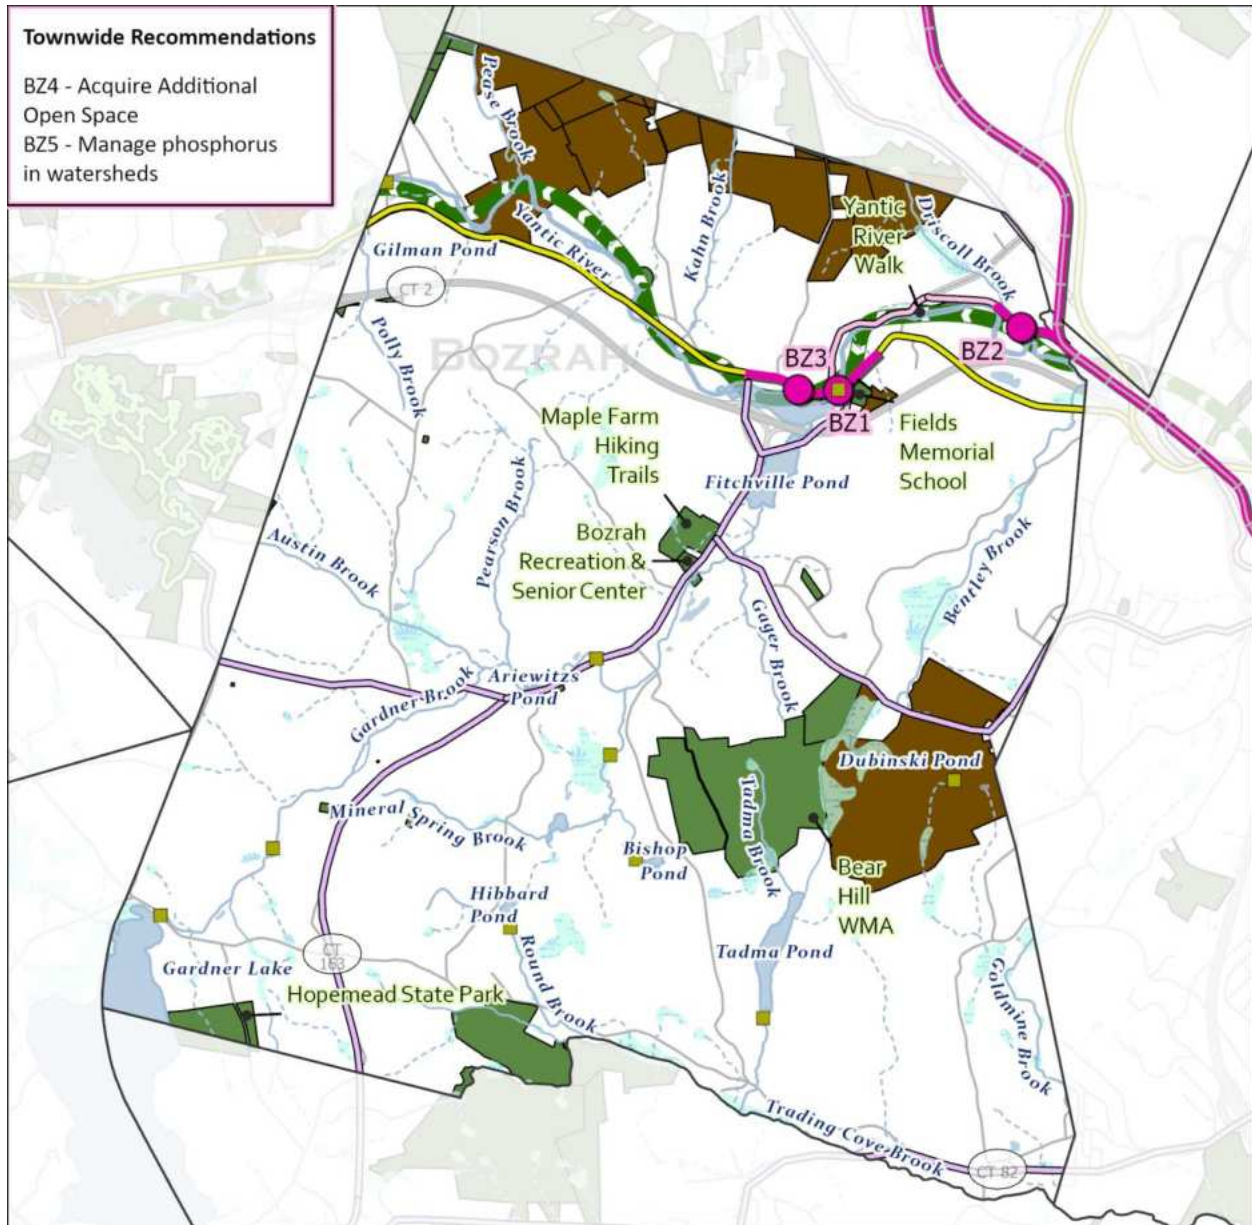 Townwide Recommendations
BZ4 - Acquire Additional
Open Space
BZ5 - Manage phosphorus
in watersheds
Pease Brook
Yantic River
Gilman Pond
Kahn Brook
Yantic
River
Walk
Driscoll Brook
CT 2
Polly Brook
BOZRAH
BZ3
BZ2
BZ1
Maple Farm
Hiking
Trails
Fields
Memorial
School
Fitchville Pond
Pearson Brook
Austin Brook
Bozrah
Recreation &
Senior Center
Bentley Brook
Gager Brook
Ariewitzs
Pond
Gardner Brook
Dubinski Pond
Tadma Brook
Mineral Spring Brook
Bishop
Pond
Bear
Hill
WMA
Hibbard
Pond
Round Brook
Tadma Pond
CT
163
Gardner Lake
Hopemead State Park
Goldmine Brook
Trading Cove Brook
CT 82